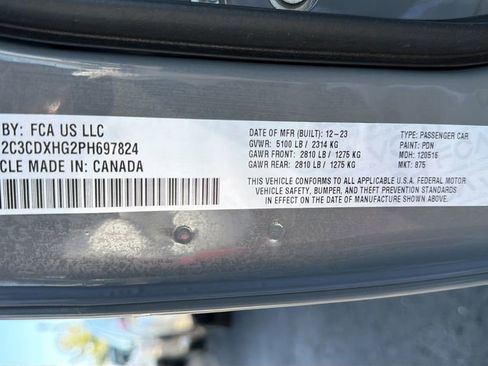 BY: FCA US LLC
2C3CDXHG2PH697824
CLE MADE IN: CANADA
DATE OF MFR (BUILT): 12-23
GVWR: 5100 LB / 2314 KG
GAWR FRONT: 2810 LB / 1275 KG
GAWR REAR: 2810 LB / 1275 KG
THIS VEHICLE CONFORMS TO ALL APPLICABLE U.S.A. FEDERAL MOTOR
VEHICLE SAFETY, BUMPER, AND THEFT PREVENTION STANDARDS
IN EFFECT ON THE DATE OF MANUFACTURE SHOWN ABOVE.
TYPE: PASSENGER CAR
PAINT: PDN
MDH: 120516
MKT: 875